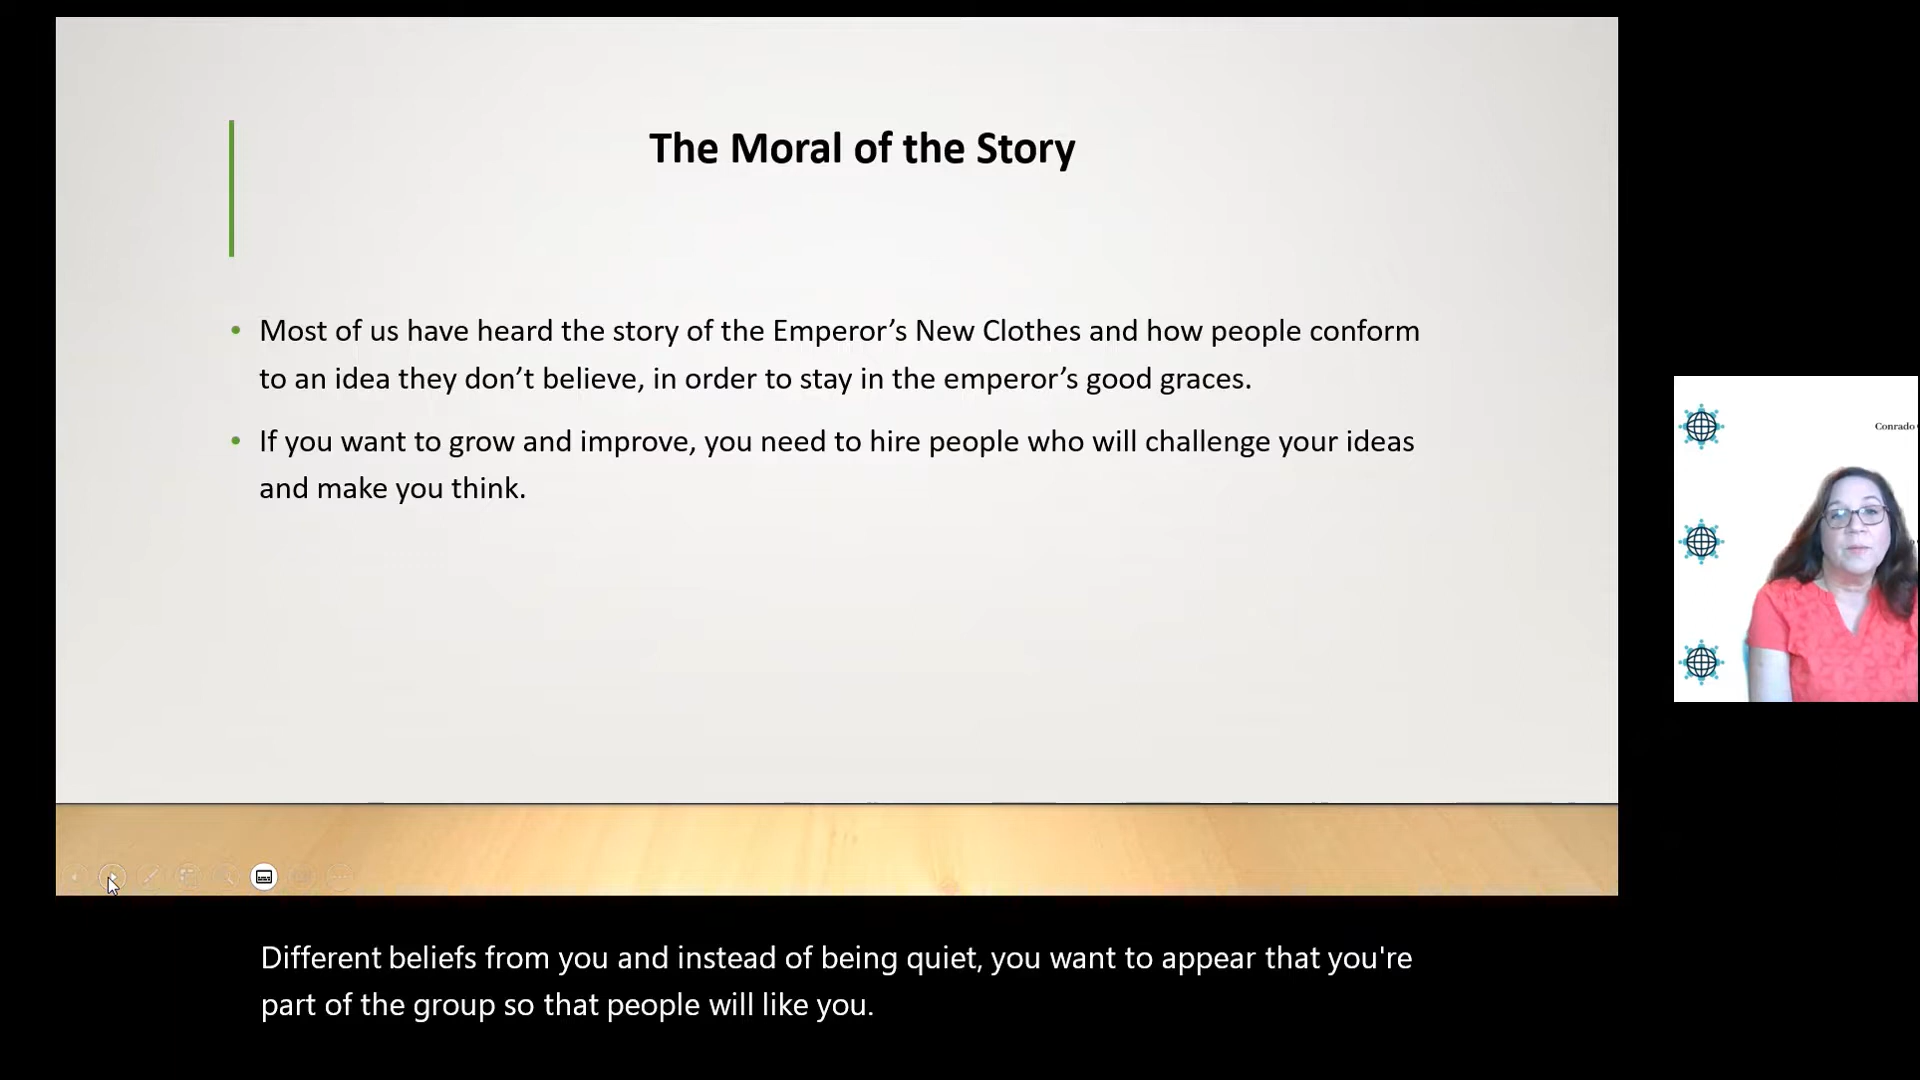 The Moral of the Story
• Most of us have heard the story of the Emperor’s New Clothes and how people conform
to an idea they don’t believe, in order to stay in the emperor’s good graces.
• If you want to grow and improve, you need to hire people who will challenge your ideas
and make you think.
Conrado
Different beliefs from you and instead of being quiet, you want to appear that you're
part of the group so that people will like you.